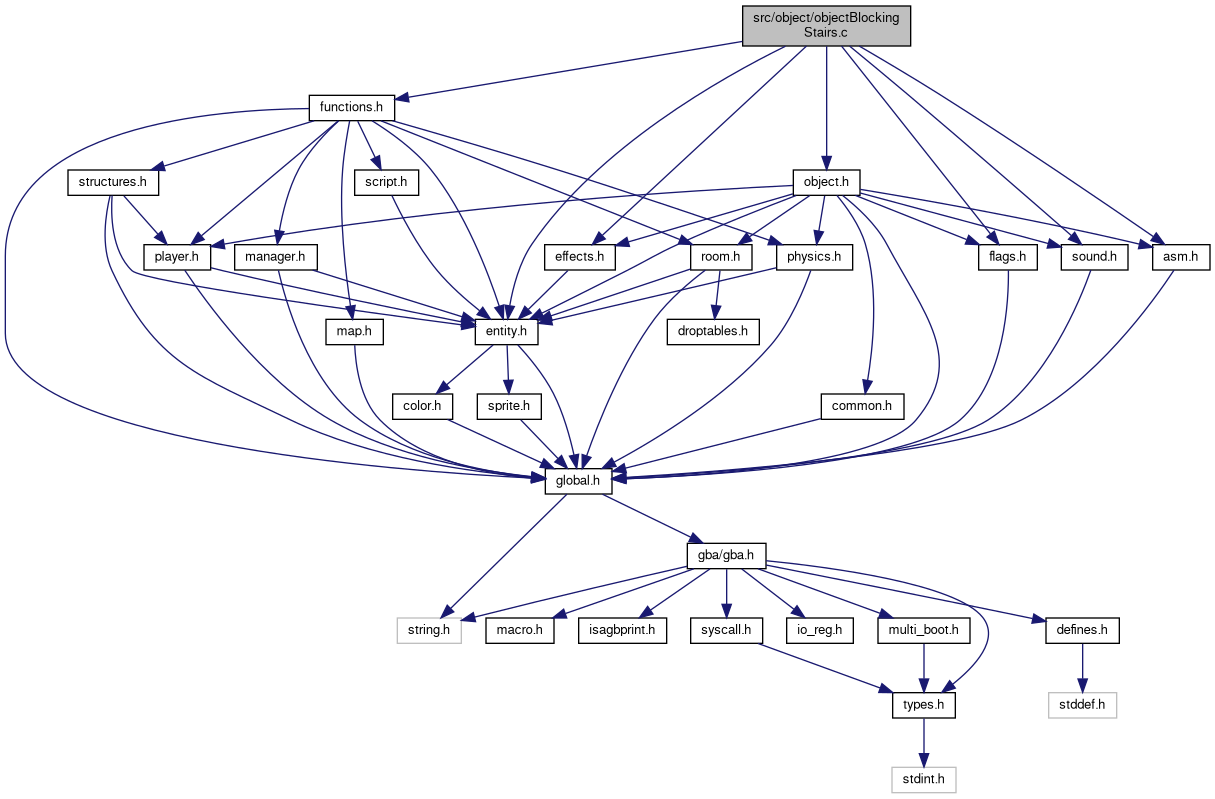 src/object/objectBlocking
Stairs.c
functions.h
structures.h
script.h
object.h
player.h
manager.h
effects.h
room.h
physics.h
flags.h
sound.h
asm.h
map.h
entity.h
droptables.h
color.h
sprite.h
common.h
global.h
gba/gba.h
string.h
macro.h
isagbprint.h
syscall.h
io_reg.h
multi_boot.h
defines.h
types.h
stddef.h
stdint.h